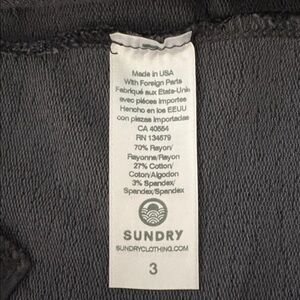 Made in USA
With Foreign Parts
Fabriqué aux Etats-Unis
avec pièces Importes
Hencho en los EEUU
con piezas Importadas
CA 40554
RN 134579
70% Rayon/
Rayonne/Rayon
27% Cotton/
Coton/Algodon
3% Spandex/
Spandex/Spandex
SUNDRY
SUNDRYCLOTHING.COM
3